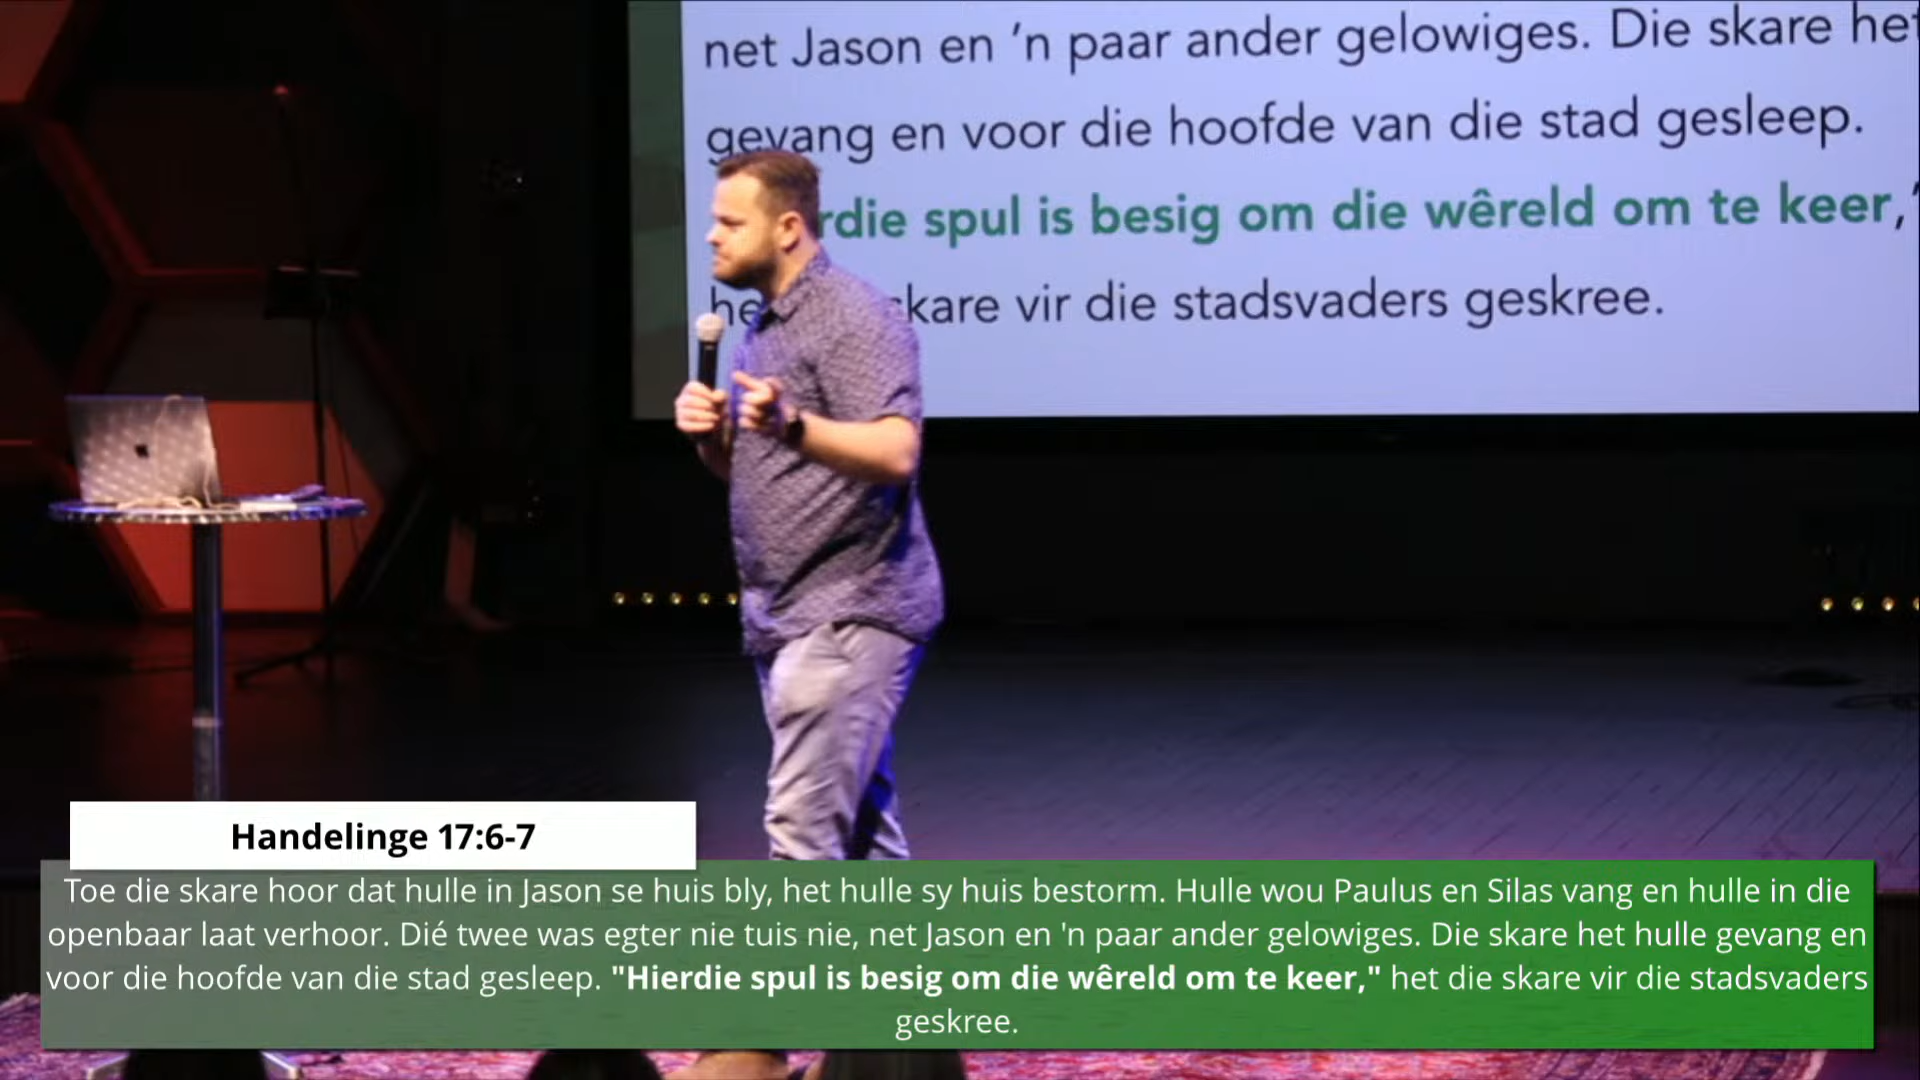 net Jason en ’n paar ander gelowiges. Die skare het
gevang en voor die hoofde van die stad gesleep.
rdie spul is besig om die wêreld om te keer,’
he skare vir die stadsvaders geskree.
Handelinge 17:6-7
Toe die skare hoor dat hulle in Jason se huis bly, het hulle sy huis bestorm. Hulle wou Paulus en Silas vang en hulle in die
openbaar laat verhoor. Dié twee was egter nie tuis nie, net Jason en 'n paar ander gelowiges. Die skare het hulle gevang en
voor die hoofde van die stad gesleep. "Hierdie spul is besig om die wêreld om te keer," het die skare vir die stadsvaders
geskree.